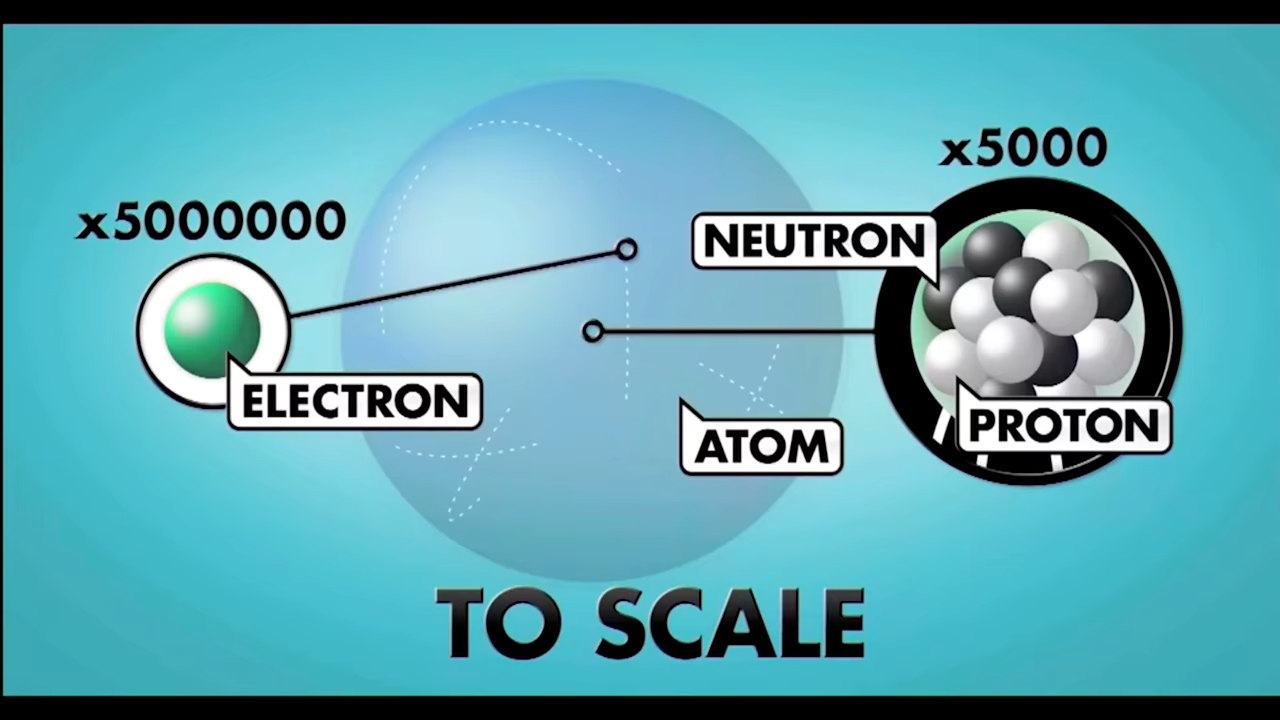 x5000
x5000000
NEUTRON
ELECTRON
PROTON
ATOM
TO SCALE